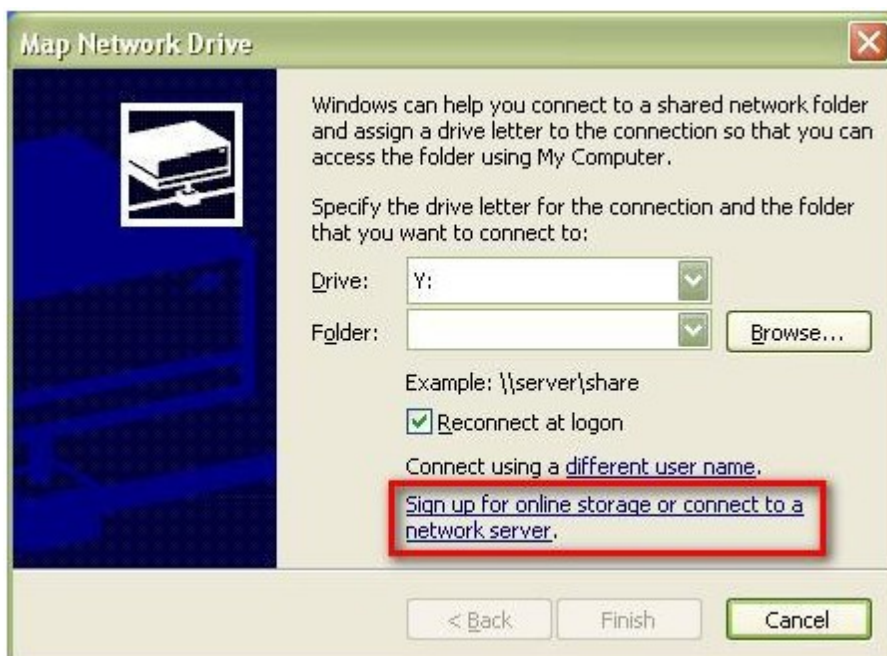 Map Network Drive
Windows can help you connect to a shared network folder
and assign a drive letter to the connection so that you can
access the folder using My Computer.
Specify the drive letter for the connection and the folder
that you want to connect to:
Drive: Y:
Folder: Browse...
Example: \\server\share
Reconnect at logon
Connect using a different user name.
Sign up for online storage or connect to a
network server.
< Back Finish Cancel